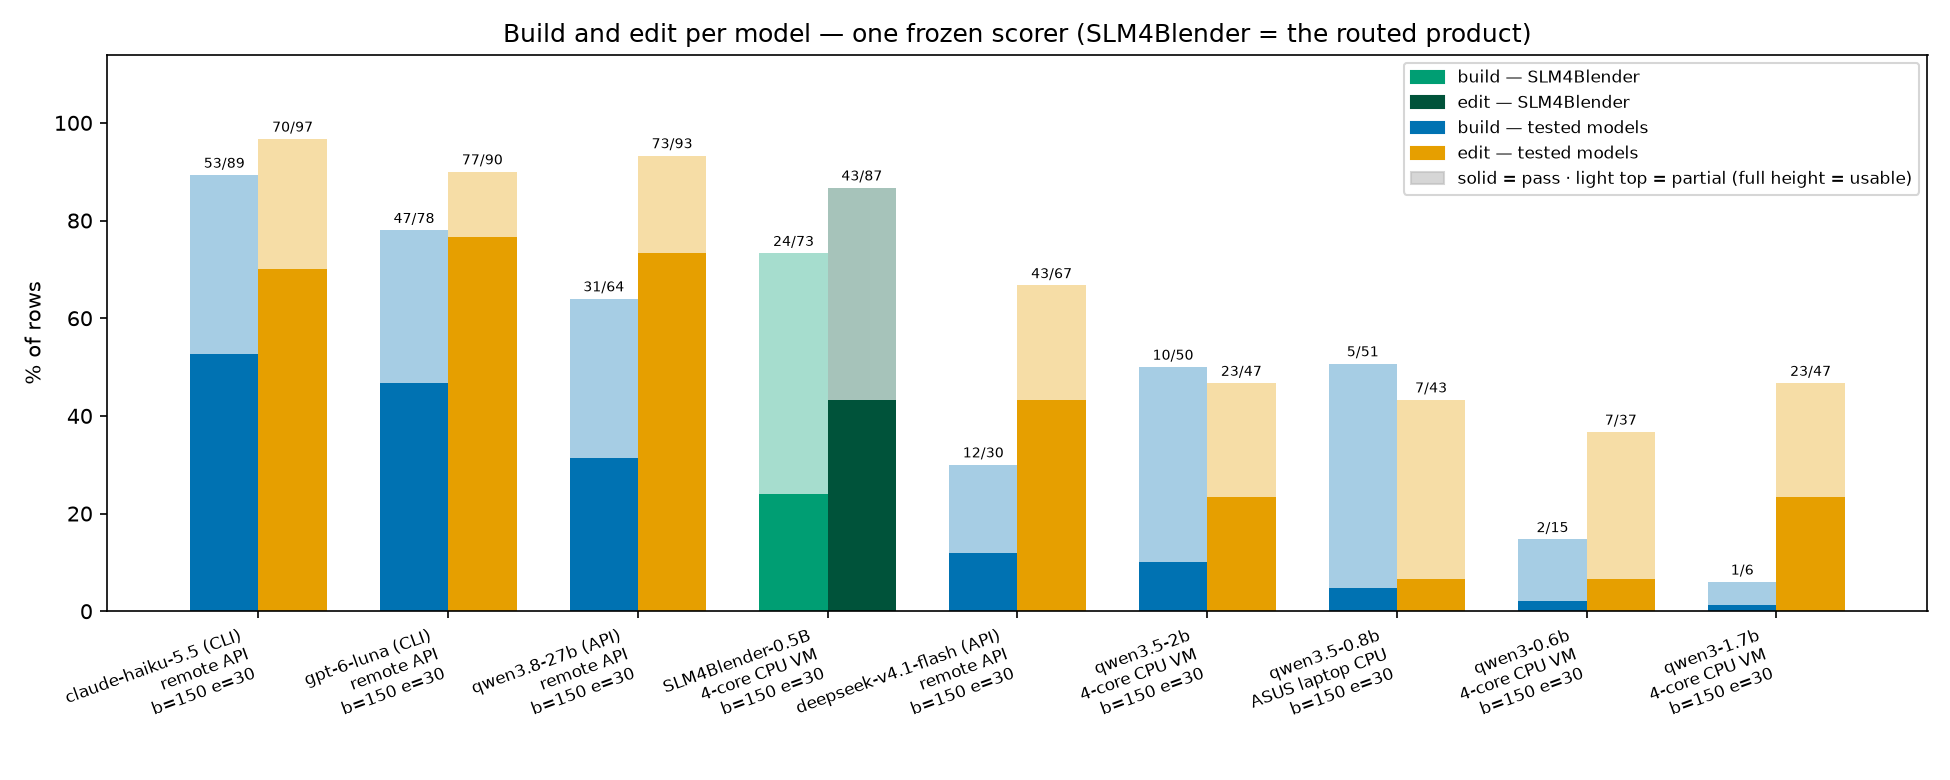 Build and edit per model — one frozen scorer (SLM4Blender = the routed product)
build — SLM4Blender
edit — SLM4Blender
build — tested models
edit — tested models
solid = pass · light top = partial (full height = usable)
% of rows
100
80
60
40
20
0
53/89
70/97
47/78
77/90
31/64
73/93
24/73
43/87
12/30
43/67
10/50
23/47
5/51
7/43
2/15
7/37
1/6
23/47
claude-haiku-5.5 (CLI)
remote API
b=150 e=30
gpt-6-luna (CLI)
remote API
b=150 e=30
qwen3.8-27b (API)
remote API
b=150 e=30
SLM4Blender-0.5B
4-core CPU VM
b=150 e=30
deepseek-v4.1-flash (API)
remote API
b=150 e=30
qwen3.5-2b
4-core CPU VM
b=150 e=30
qwen3.5-0.8b
ASUS laptop CPU
b=150 e=30
qwen3-0.6b
4-core CPU VM
b=150 e=30
qwen3-1.7b
4-core CPU VM
b=150 e=30